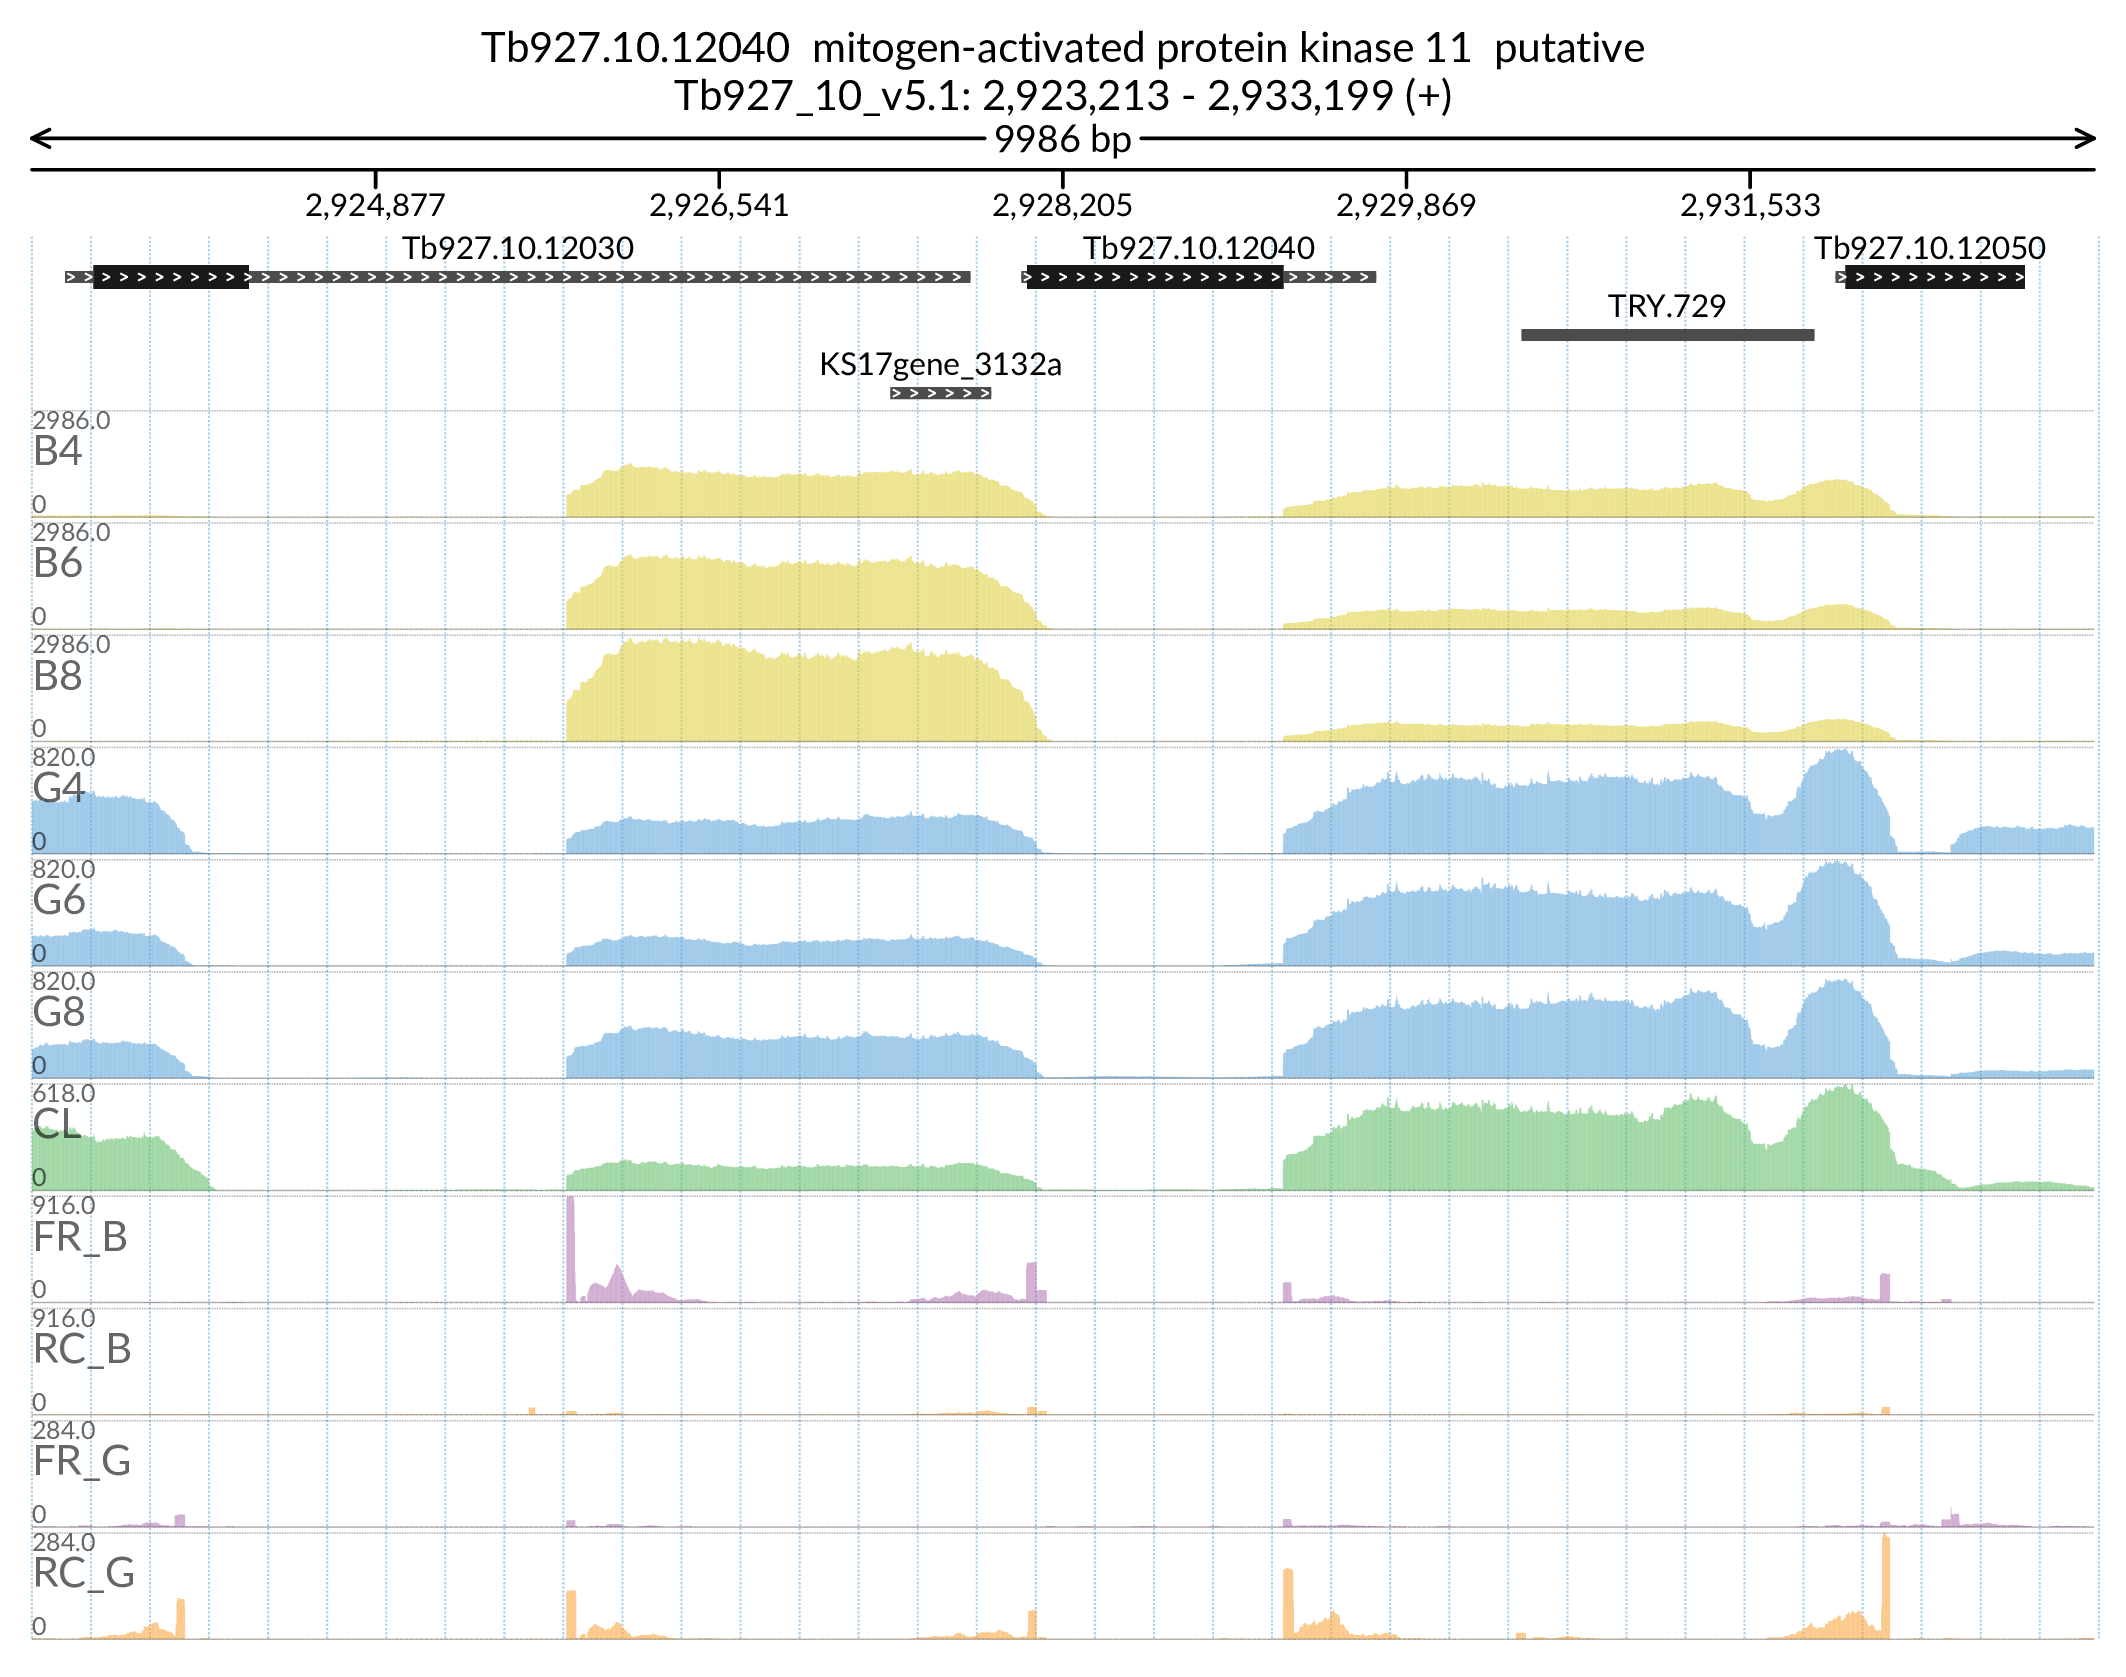 Tb927.10.12040  mitogen-activated protein kinase 11  putative
Tb927_10_v5.1: 2,923,213 - 2,933,199 (+)
9986 bp
2,924,877 2,926,541 2,928,205 2,929,869 2,931,533
Tb927.10.12030 Tb927.10.12040 Tb927.10.12050
TRY.729
KS17gene_3132a
2986.0
B4
0
2986.0
B6
0
2986.0
B8
0
820.0
G4
0
820.0
G6
0
820.0
G8
0
618.0
CL
0
916.0
FR_B
0
916.0
RC_B
0
284.0
FR_G
0
284.0
RC_G
0